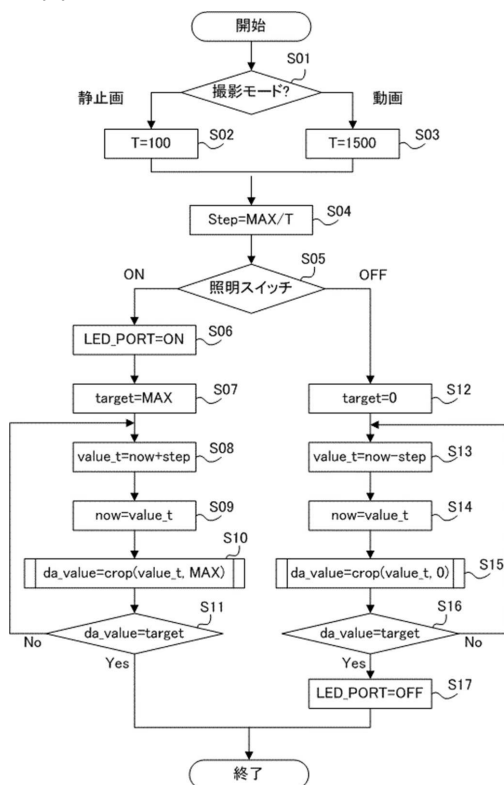 開始
S01
撮影モード?
静止画
動画
T=100
S02
T=1500
S03
Step=MAX/T
S04
S05
ON
OFF
照明スイッチ
LED_PORT=ON
S06
target=MAX
S07
target=0
S12
value_t=now+step
S08
value_t=now-step
S13
now=value_t
S09
now=value_t
S14
S10
da_value=crop(value_t, MAX)
da_value=crop(value_t, 0)
S15
S11
S16
da_value=target
da_value=target
No
No
Yes
Yes
LED_PORT=OFF
S17
終了